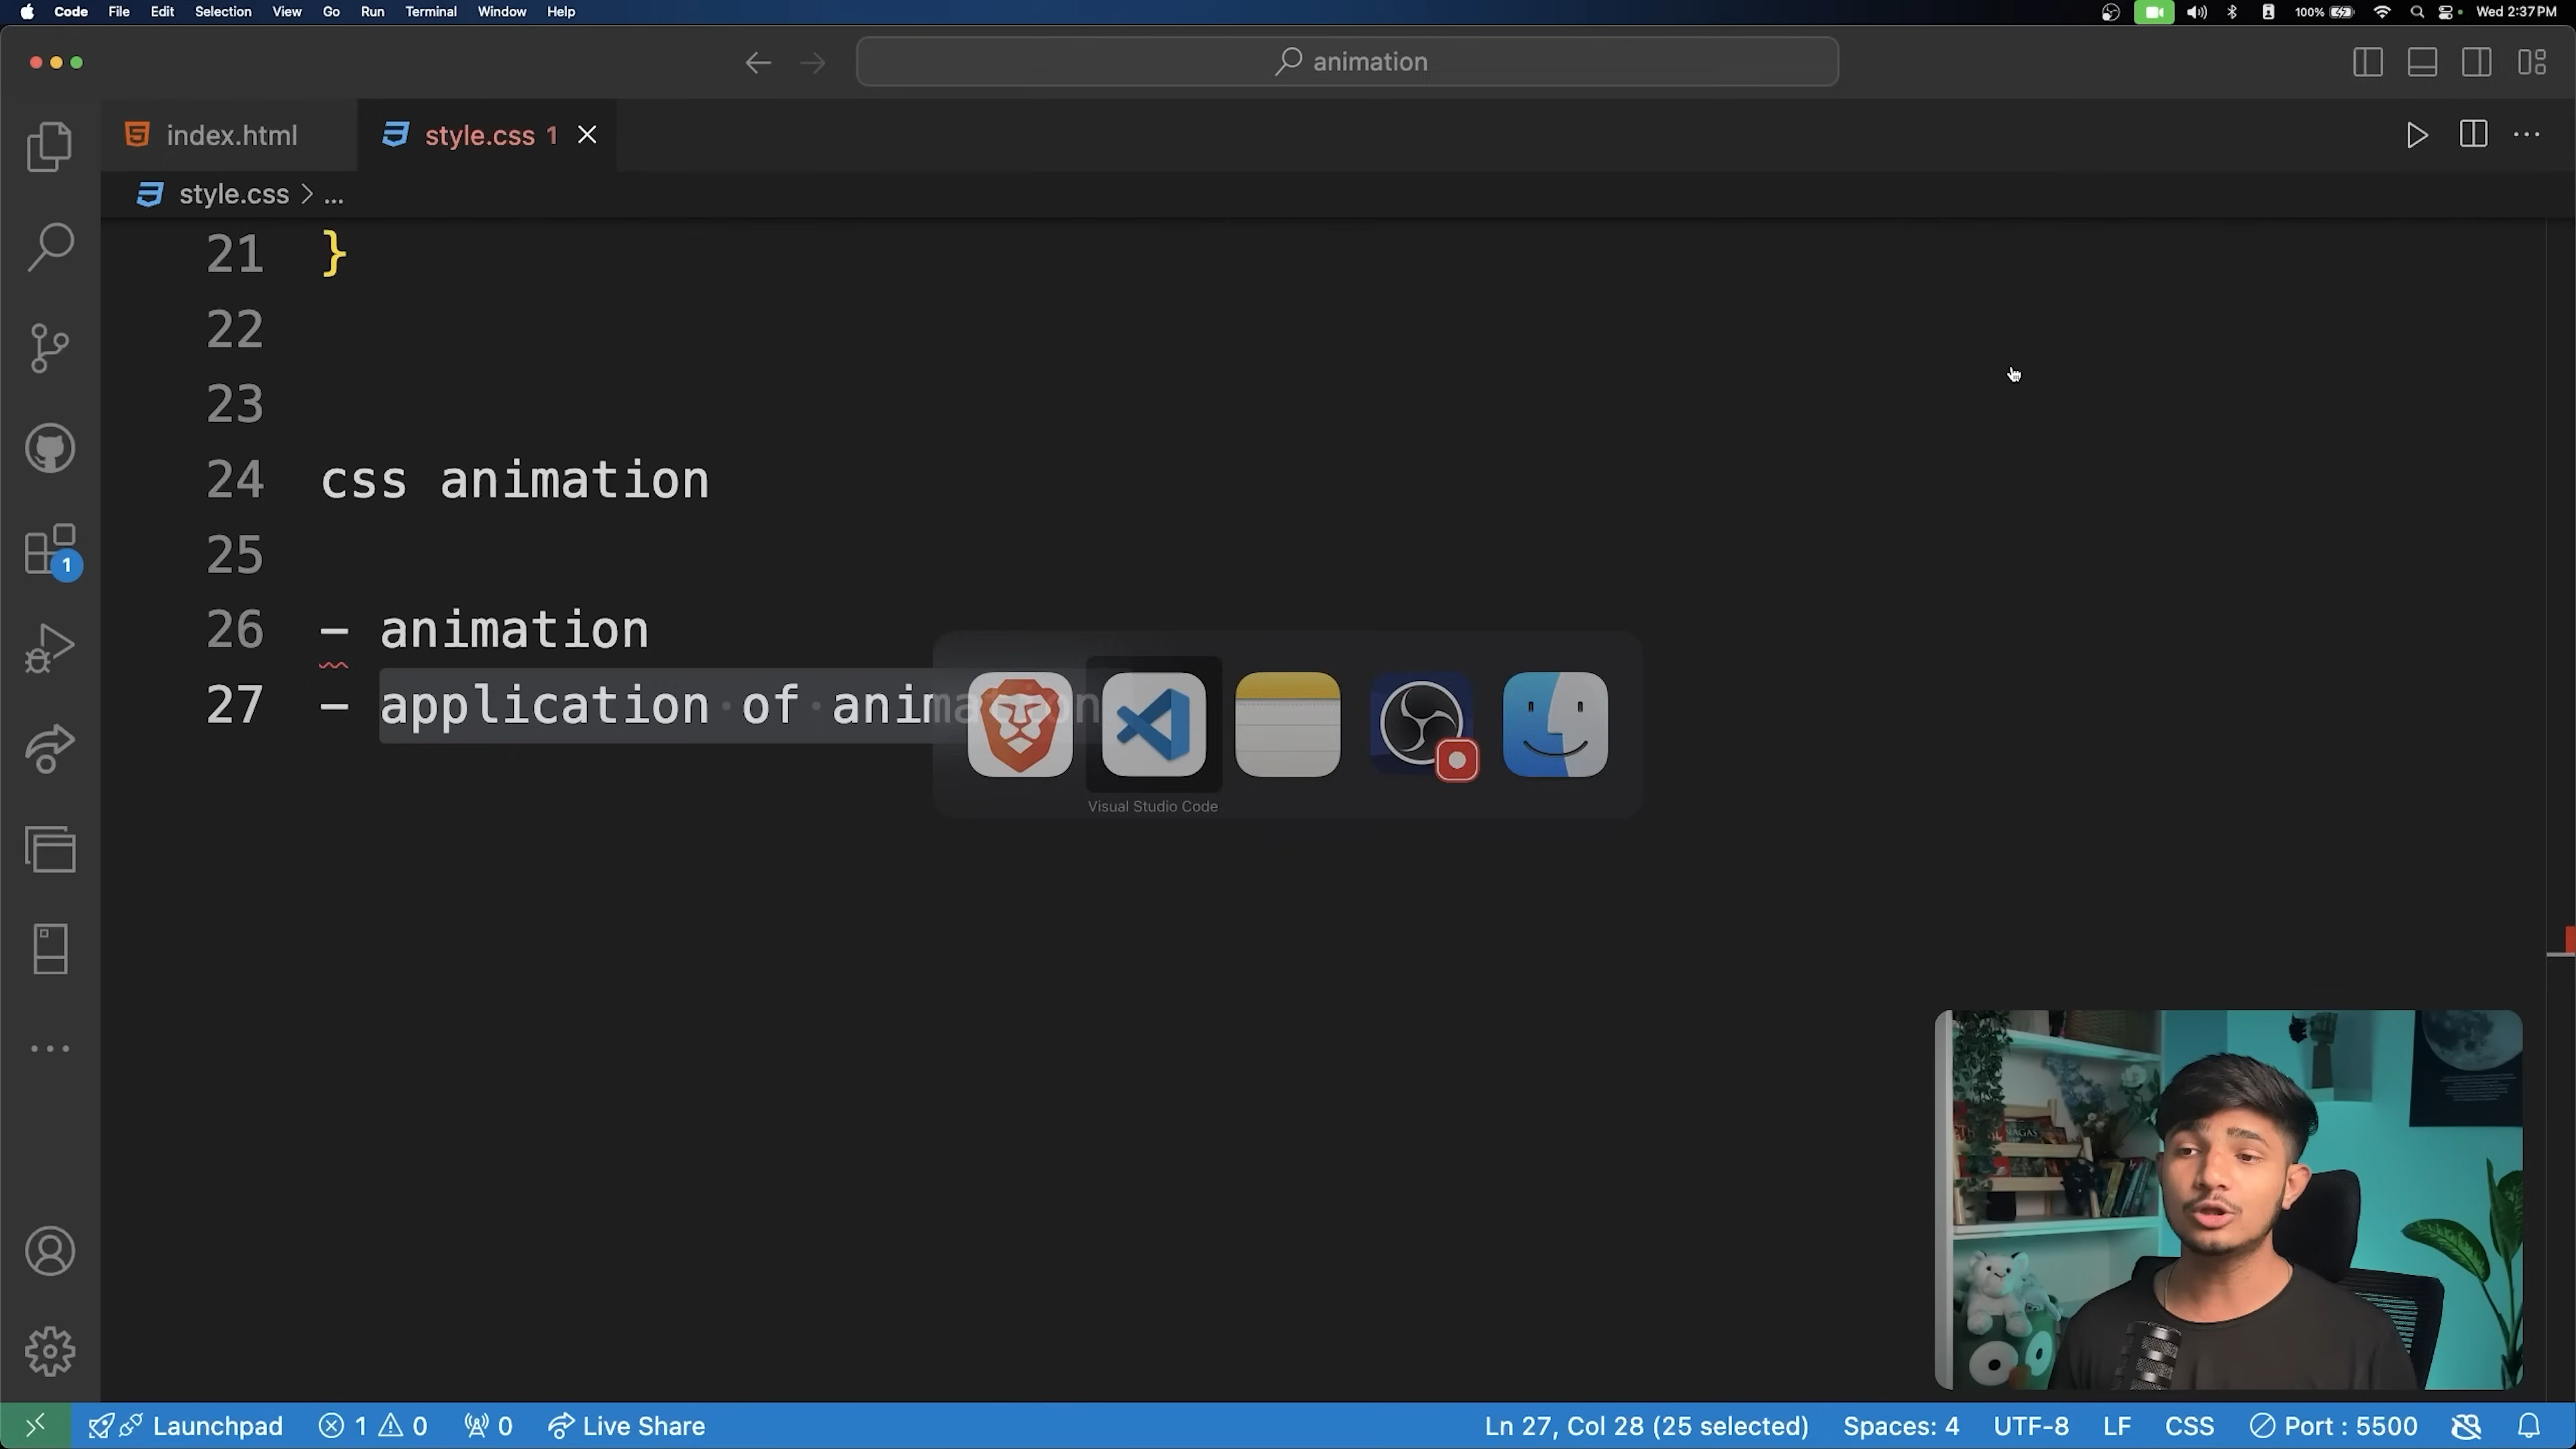 Code File Edit Selection View Go Run Terminal Window Help 100% Wed 2:37 PM
animation
index.html style.css 1
style.css > ...
21 }
22
23
24 css animation
25
26 - animation
27 - application of animation
1
Visual Studio Code
Launchpad 1 0 0 Live Share Ln 27, Col 28 (25 selected) Spaces: 4 UTF-8 LF CSS Port : 5500